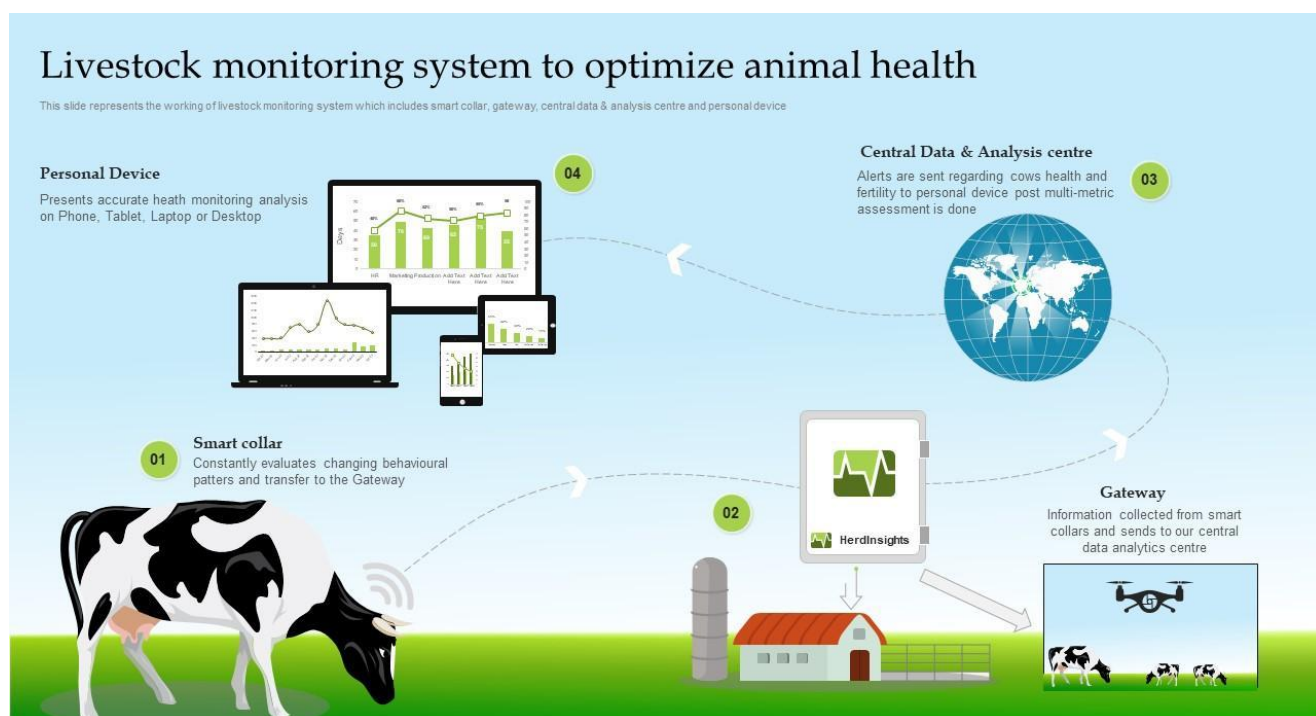 Livestock monitoring system to optimize animal health
This slide represents the working of livestock monitoring system which includes smart collar, gateway, central data & analysis centre and personal device
Personal Device
Presents accurate heath monitoring analysis
on Phone, Tablet, Laptop or Desktop
04
Central Data & Analysis centre
Alerts are sent regarding cows health and
fertility to personal device post multi-metric
assessment is done
03
Days
HR Marketing Production Add Text Add Text Add Text
Here Here Here
01
Smart collar
Constantly evaluates changing behavioural
patters and transfer to the Gateway
02
HerdInsights
Gateway
Information collected from smart
collars and sends to our central
data analytics centre